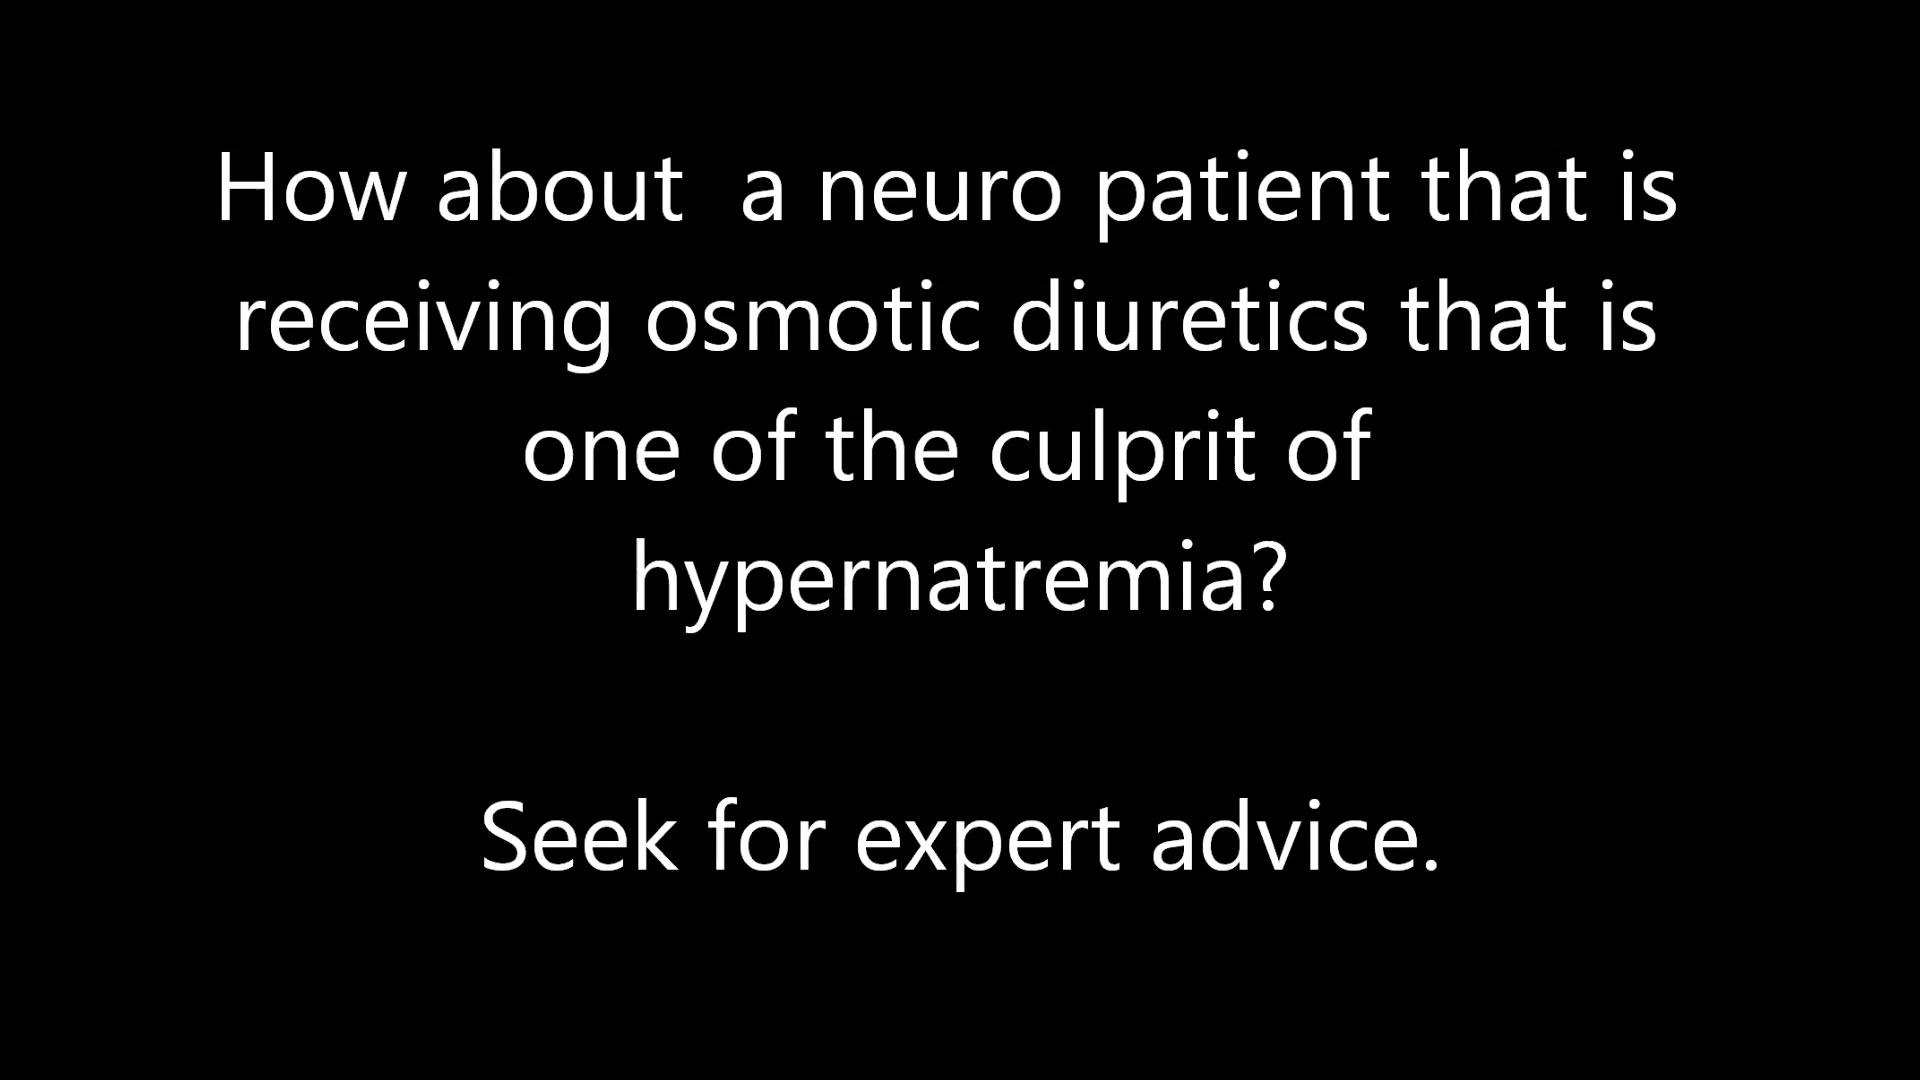 How about  a neuro patient that is
receiving osmotic diuretics that is
one of the culprit of
hypernatremia?
Seek for expert advice.